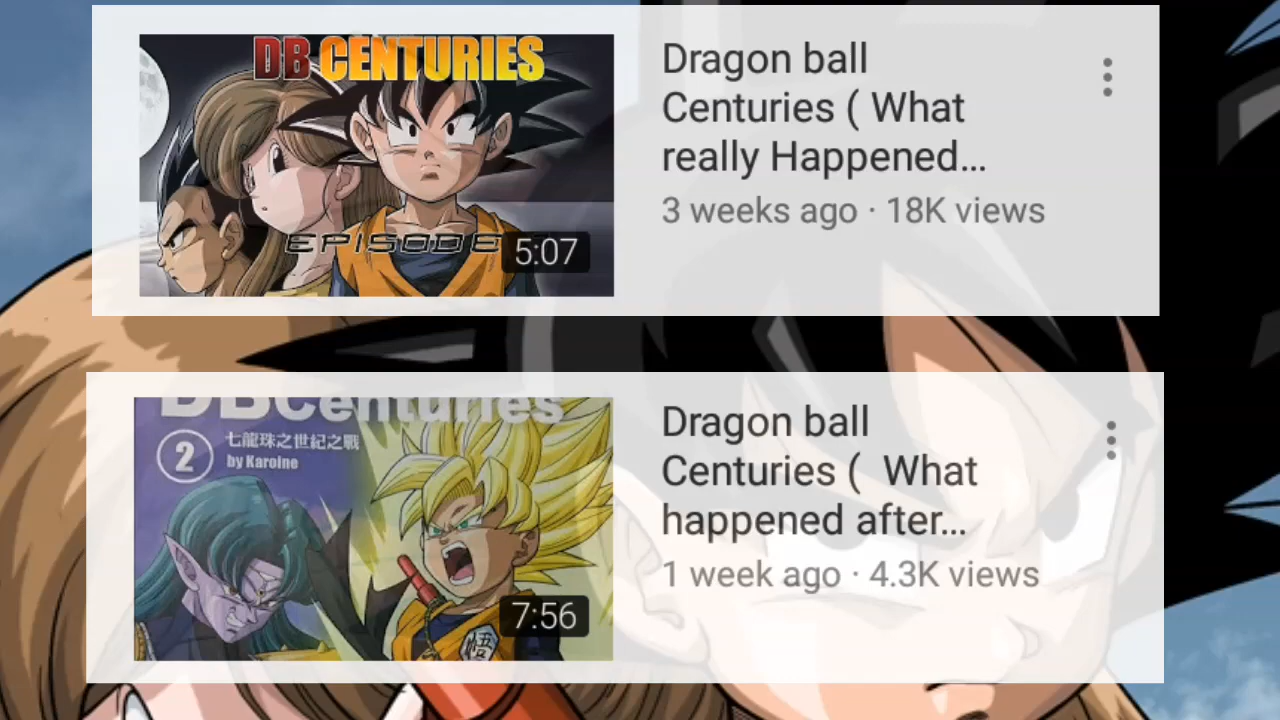 DB CENTURIES
EPISODE
5:07
Dragon ball
Centuries ( What
really Happened...
3 weeks ago · 18K views
DBCenturies
2
七龍珠之世紀之戰
by Karoine
悟
7:56
Dragon ball
Centuries (  What
happened after...
1 week ago · 4.3K views